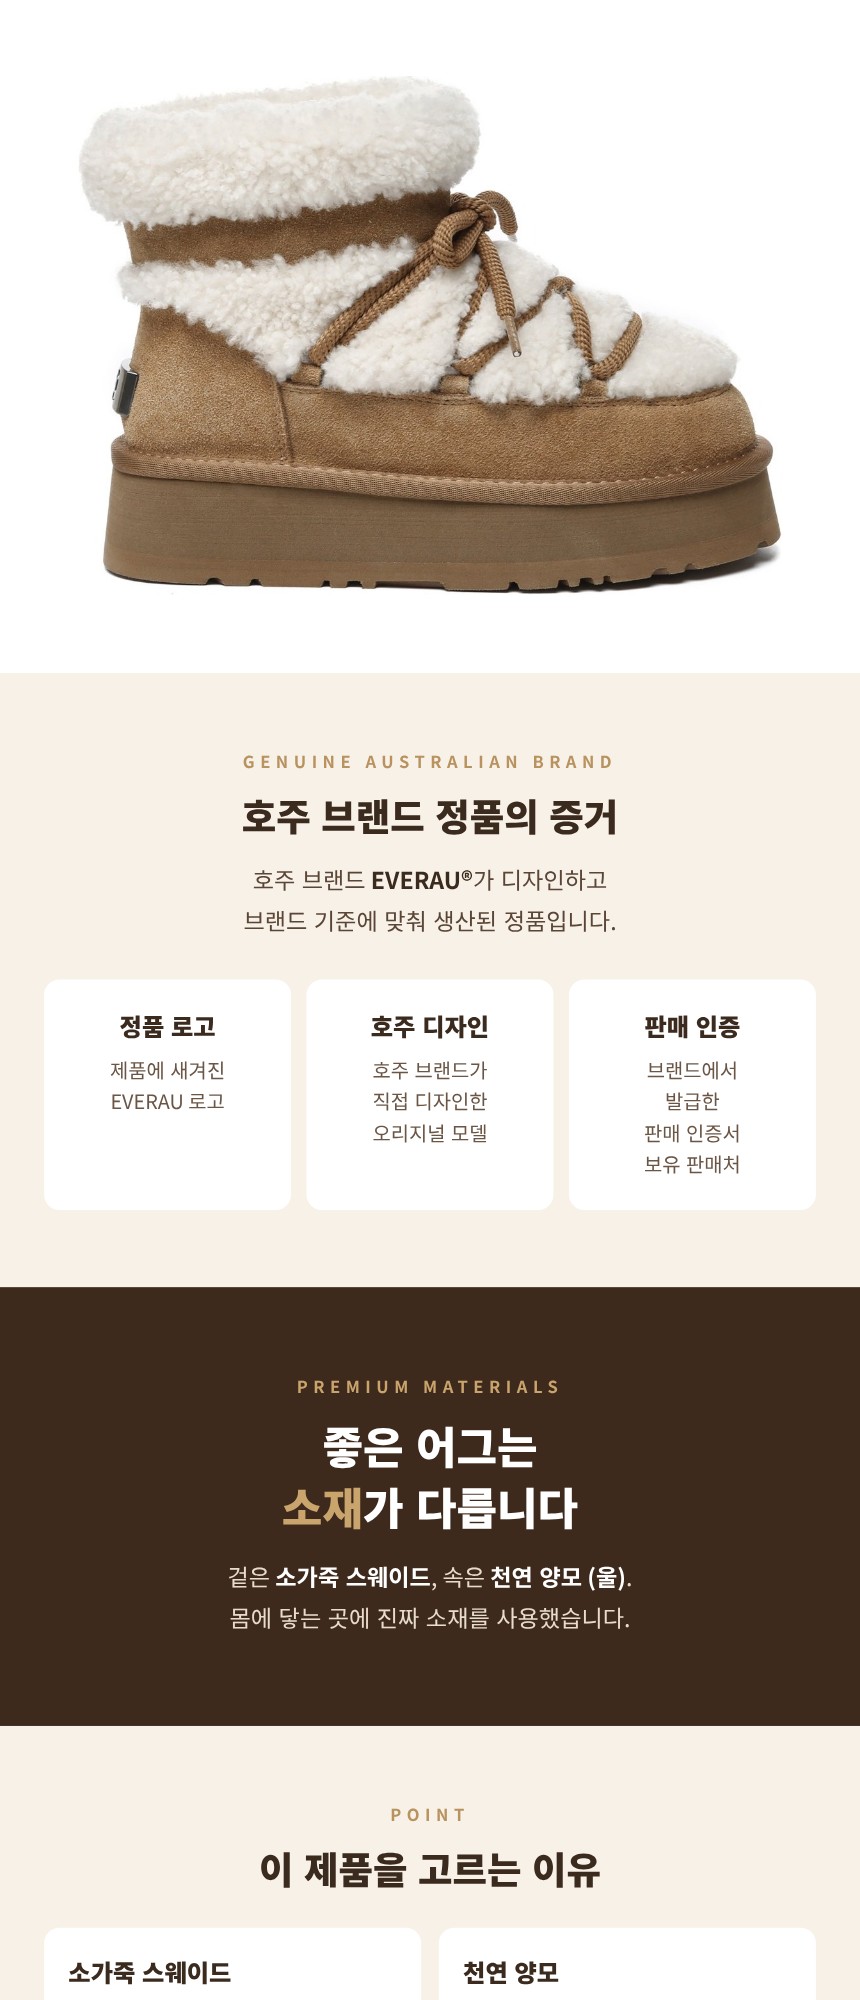 GENUINE AUSTRALIAN BRAND
호주 브랜드 정품의 증거
호주 브랜드 EVERAU®가 디자인하고
브랜드 기준에 맞춰 생산된 정품입니다.
정품 로고
제품에 새겨진
EVERAU 로고
호주 디자인
호주 브랜드가
직접 디자인한
오리지널 모델
판매 인증
브랜드에서
발급한
판매 인증서
보유 판매처
PREMIUM MATERIALS
좋은 어그는
소재가 다릅니다
겉은 소가죽 스웨이드, 속은 천연 양모 (울).
몸에 닿는 곳에 진짜 소재를 사용했습니다.
POINT
이 제품을 고르는 이유
소가죽 스웨이드
천연 양모